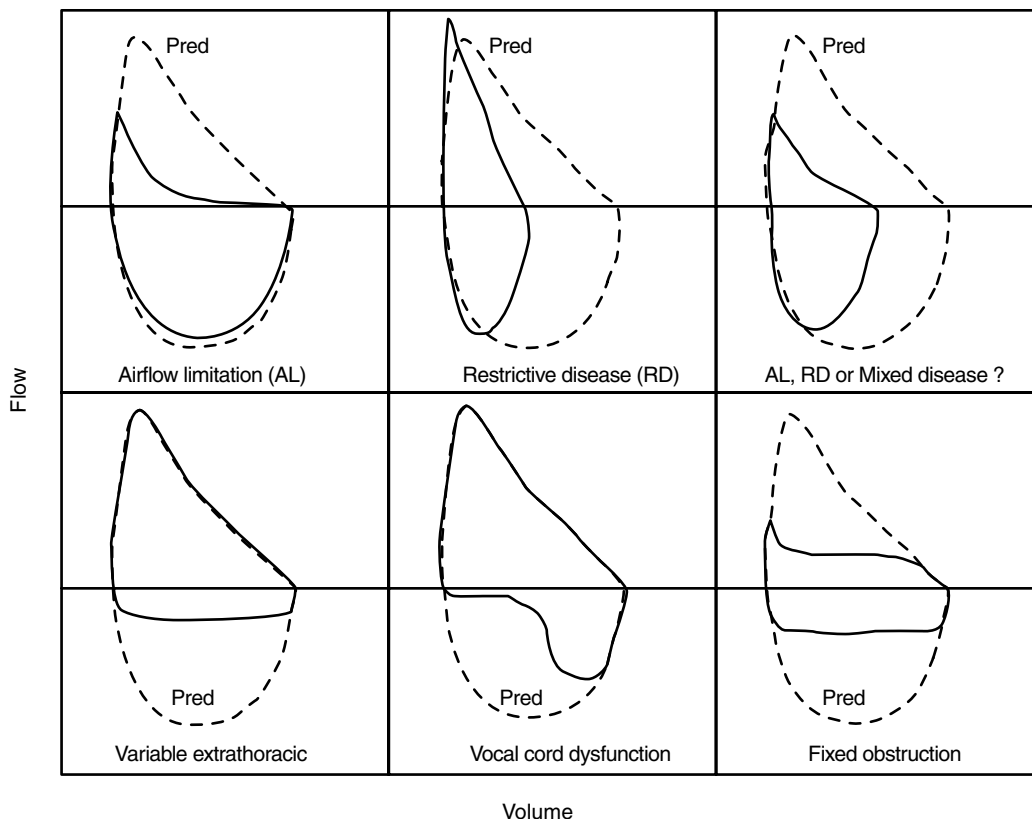 Pred
Pred
Pred
Airflow limitation (AL)
Restrictive disease (RD)
AL, RD or Mixed disease ?
Flow
Pred
Pred
Pred
Variable extrathoracic
Vocal cord dysfunction
Fixed obstruction
Volume